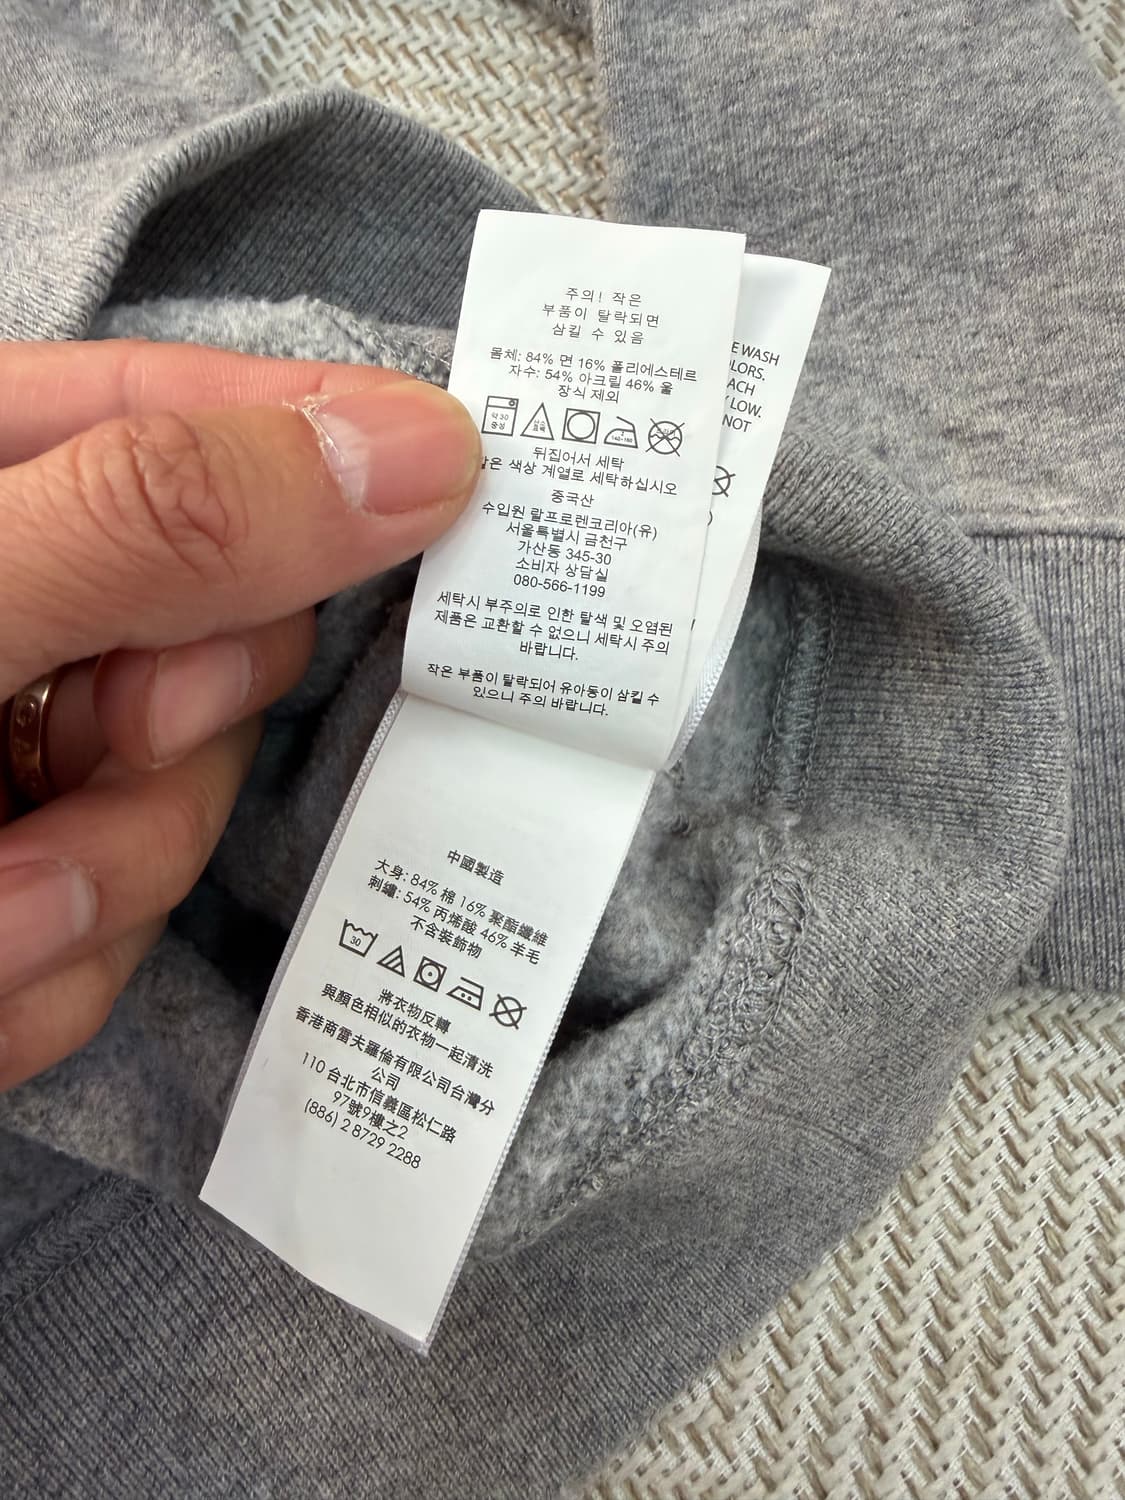 주의! 작은
부품이 탈락되면
삼킬 수 있음
몸체: 84% 면 16% 폴리에스테르
자수: 54% 아크릴 46% 울
장식 제외
약 30
중성
140~160
뒤집어서 세탁
같은 색상 계열로 세탁하십시오
중국산
수입원 랄프로렌코리아(유)
서울특별시 금천구
가산동 345-30
소비자 상담실
080-566-1199
세탁시 부주의로 인한 탈색 및 오염된
제품은 교환할 수 없으니 세탁시 주의
바랍니다.
작은 부품이 탈락되어 유아동이 삼킬 수
있으니 주의 바랍니다.
WASH
LOW.
NOT
中國製造
大身: 84% 棉 16% 聚酯纖維
刺繡: 54% 丙烯酸 46% 羊毛
不含裝飾物
30
將衣物反轉
與顏色相似的衣物一起清洗
香港商雷夫羅倫有限公司台灣分
公司
110 台北市信義區松仁路
97號9樓之2
(886) 2 8729 2288